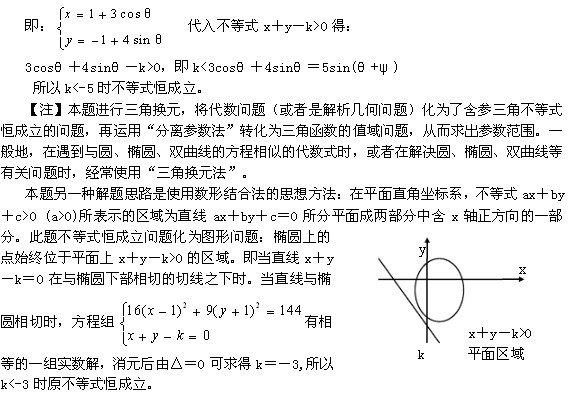 即：{x＝1＋3cosθ  y＝－1＋4sinθ  代入不等式 x＋y－k>0 得：
3cosθ＋4sinθ－k>0，即 k<3cosθ＋4sinθ＝5sin(θ+ψ)
所以 k<-5 时不等式恒成立。
【注】本题进行三角换元，将代数问题（或者是解析几何问题）化为了含参三角不等式
恒成立的问题，再运用“分离参数法”转化为三角函数的值域问题，从而求出参数范围。一
般地，在遇到与圆、椭圆、双曲线的方程相似的代数式时，或者在解决圆、椭圆、双曲线等
有关问题时，经常使用“三角换元法”。
本题另一种解题思路是使用数形结合法的思想方法：在平面直角坐标系，不等式 ax＋by
＋c>0 (a>0)所表示的区域为直线 ax＋by＋c＝0 所分平面成两部分中含 x 轴正方向的一部
分。此题不等式恒成立问题化为图形问题：椭圆上的
点始终位于平面上 x＋y－k>0 的区域。即当直线 x＋y
－k＝0 在与椭圆下部相切的切线之下时。当直线与椭
圆相切时，方程组{16(x－1)²＋9(y＋1)²＝144  x＋y－k＝0  有相
等的一组实数解，消元后由△＝0 可求得 k＝－3,所以
k<-3 时原不等式恒成立。
y
x
k
x＋y－k>0
平面区域